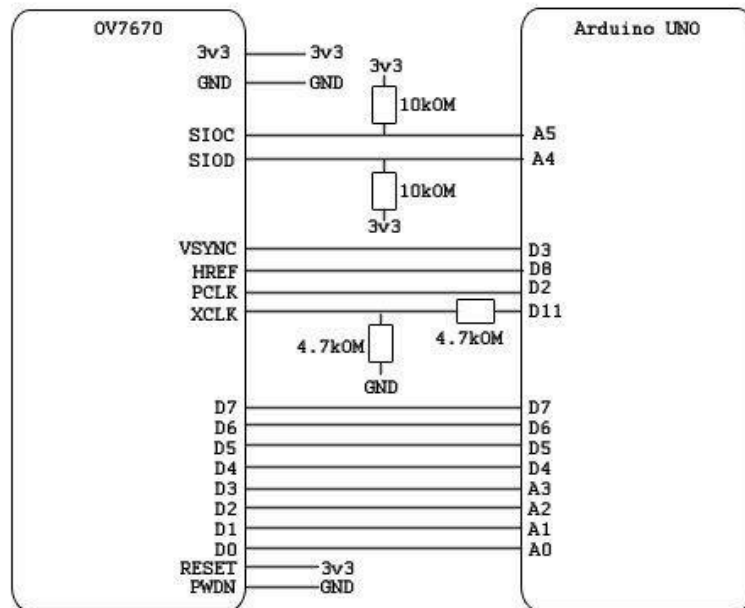 OV7670 Arduino UNO
3v3 3v3 3v3
GND GND
10kOM
SIOC A5
SIOD A4
10kOM
3v3
VSYNC D3
HREF D8
PCLK D2
XCLK D11
4.7kOM 4.7kOM
GND
D7 D7
D6 D6
D5 D5
D4 D4
D3 A3
D2 A2
D1 A1
D0 A0
RESET 3v3
PWDN GND